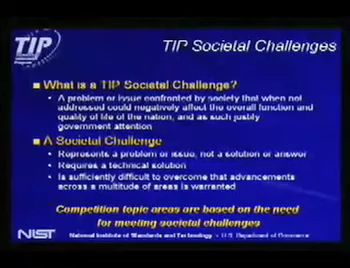 TIP
Program
TIP Societal Challenges
What is a TIP Societal Challenge?
• A problem or issue confronted by society that when not
addressed could negatively affect the overall function and
quality of life of the nation, and as such justify
government attention
A Societal Challenge
• Represents a problem or issue, not a solution or answer
• Requires a technical solution
• Is sufficiently difficult to overcome that advancements
across a multitude of areas is warranted
Competition topic areas are based on the need
for meeting societal challenges
NIST National Institute of Standards and Technology • U.S. Department of Commerce